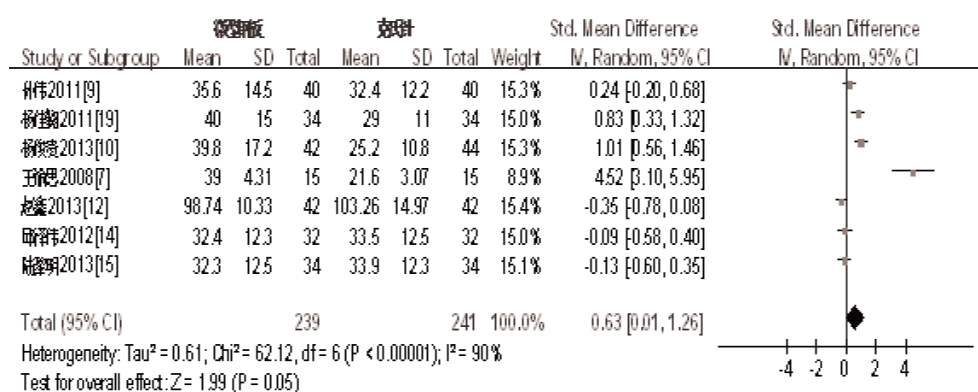 Std. Mean Difference Std. Mean Difference
Study or Subgroup Mean SD Total Mean SD Total Weight IV, Random, 95% CI IV, Random, 95% CI
2011[9] 35.6 14.5 40 32.4 12.2 40 15.3% 0.24 [-0.20, 0.68]
2011[19] 40 15 34 29 11 34 15.0% 0.83 [0.33, 1.32]
2013[10] 39.8 17.2 42 25.2 10.8 44 15.3% 1.01 [0.56, 1.46]
2008[7] 39 4.31 15 21.6 3.07 15 8.9% 4.52 [3.10, 5.95]
2013[12] 98.74 10.33 42 103.26 14.97 42 15.4% -0.35 [-0.78, 0.08]
2012[14] 32.4 12.3 32 33.5 12.5 32 15.0% -0.09 [-0.58, 0.40]
2013[15] 32.3 12.5 34 33.9 12.3 34 15.1% -0.13 [-0.60, 0.35]
Total (95% CI) 239 241 100.0% 0.63 [0.01, 1.26]
Heterogeneity: Tau² = 0.61; Chi² = 62.12, df = 6 (P < 0.00001); I² = 90%
Test for overall effect: Z = 1.99 (P = 0.05)
-4 -2 0 2 4